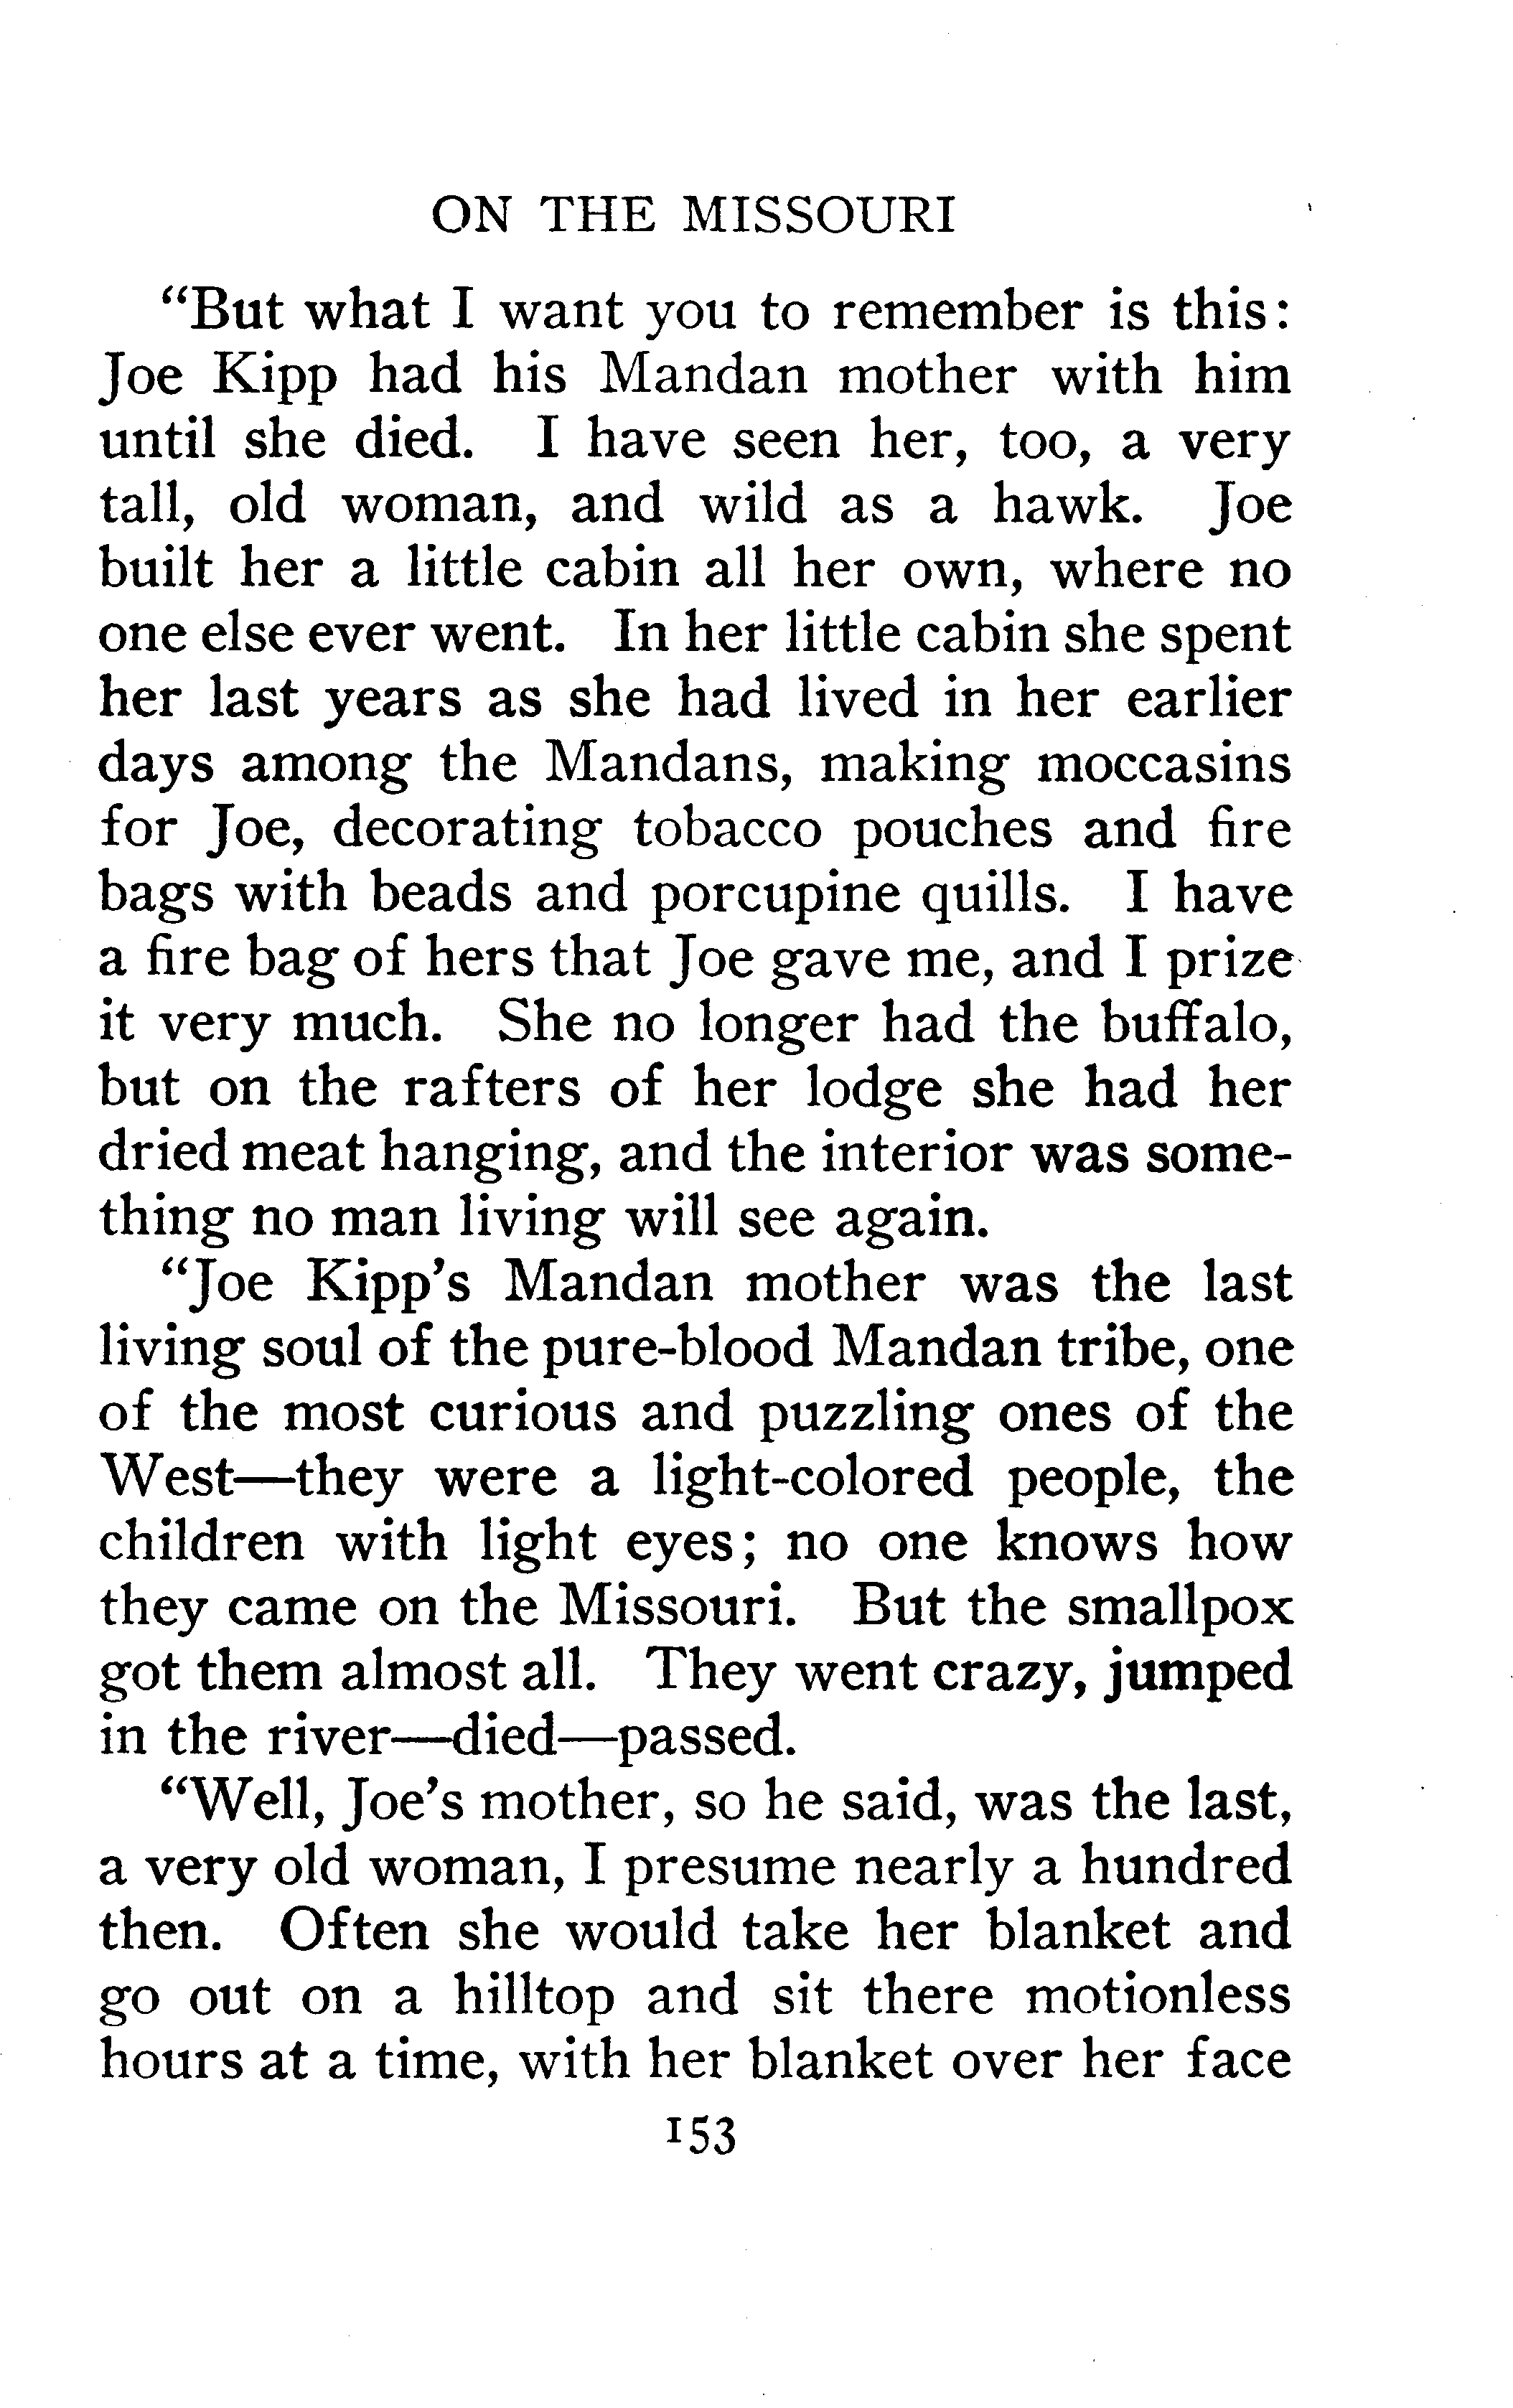 ON THE MISSOURI
“But what I want you to remember is this:
Joe Kipp had his Mandan mother with him
until she died. I have seen her, too, a very
tall, old woman, and wild as a hawk. Joe
built her a little cabin all her own, where no
one else ever went. In her little cabin she spent
her last years as she had lived in her earlier
days among the Mandans, making moccasins
for Joe, decorating tobacco pouches and fire
bags with beads and porcupine quills. I have
a fire bag of hers that Joe gave me, and I prize
it very much. She no longer had the buffalo,
but on the rafters of her lodge she had her
dried meat hanging, and the interior was some-
thing no man living will see again.
“Joe Kipp’s Mandan mother was the last
living soul of the pure-blood Mandan tribe, one
of the most curious and puzzling ones of the
West—they were a light-colored people, the
children with light eyes; no one knows how
they came on the Missouri. But the smallpox
got them almost all. They went crazy, jumped
in the river—died—passed.
“Well, Joe’s mother, so he said, was the last,
a very old woman, I presume nearly a hundred
then. Often she would take her blanket and
go out on a hilltop and sit there motionless
hours at a time, with her blanket over her face
153